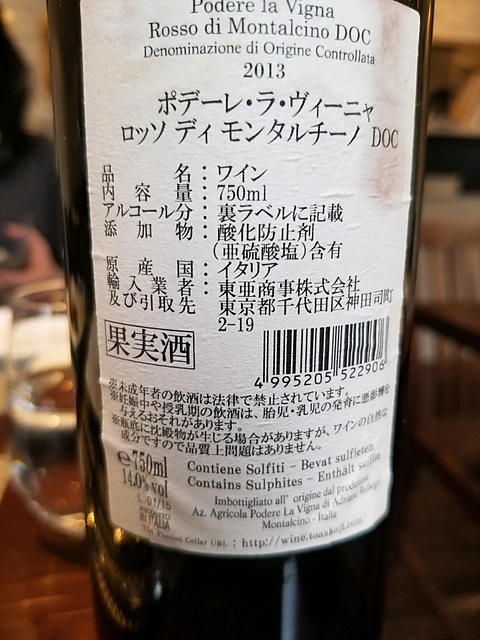 Podere la Vigna
Rosso di Montalcino DOC
Denominazione di Origine Controllata
2013
ポデーレ・ラ・ヴィーニャ
ロッソ ディ モンタルチーノ DOC
品名：ワイン
内容量：750ml
アルコール分：裏ラベルに記載
添加物：酸化防止剤
（亜硫酸塩）含有
原産国：イタリア
輸入業者：東亜商事株式会社
及び引取先 東京都千代田区神田司町
2-19
果実酒
4 995205 522906
※未成年者の飲酒は法律で禁止されています。
※妊娠中や授乳期の飲酒は、胎児・乳児の発育に悪影響を
与えるおそれがあります。
※瓶底に沈殿物が生じる場合がありますが、ワインの自然な
成分ですので品質上問題はありません。
℮750ml
14.0%vol
L.07/15
PRODOTTO
IN ITALIA
Contiene Solfiti - Bevat sulfieten
Contains Sulphites - Enthält sulfite
Imbottigliato all' origine dal produttore
Az. Agricola Podere La Vigna di Adriano
Montalcino - Italia
TOA Passion Cellar URL : http://wine.toashoji.com/